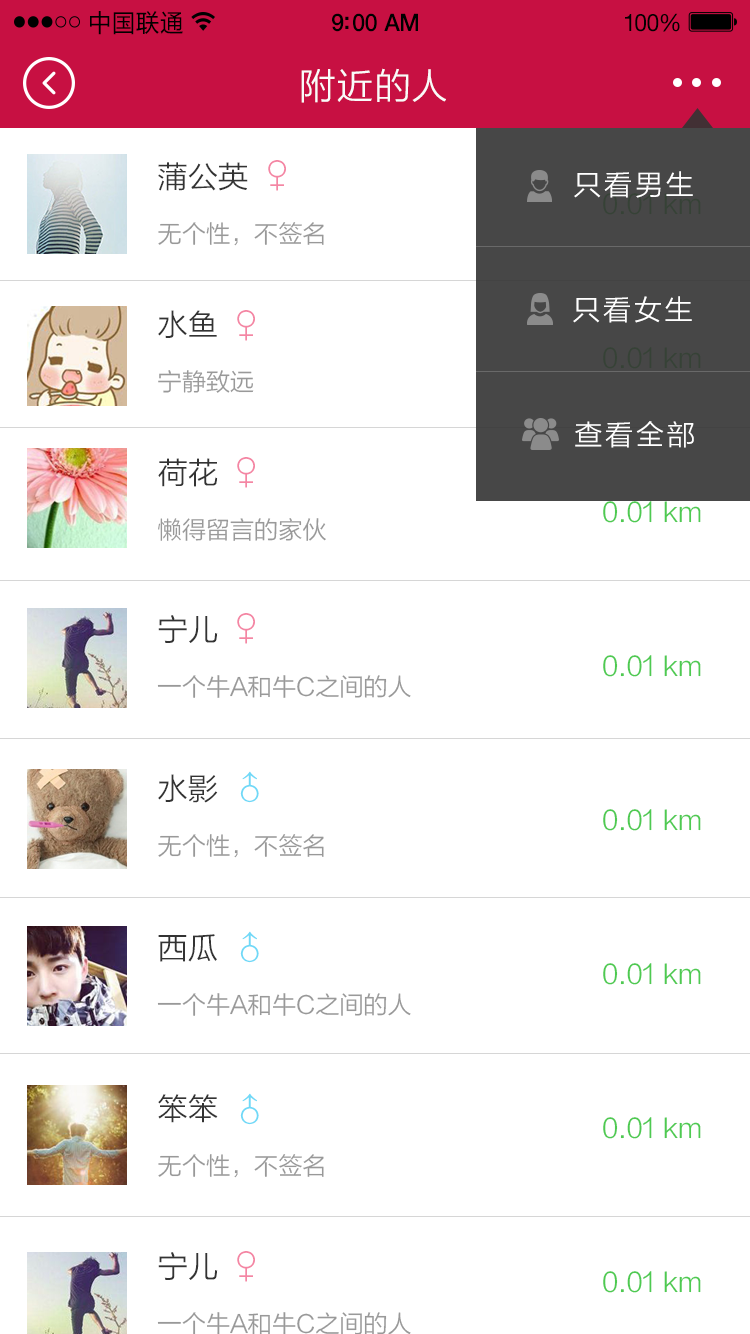 中国联通 9:00 AM 100%
附近的人
蒲公英
只看男生
0.01 km
无个性，不签名
水鱼
只看女生
0.01 km
宁静致远
查看全部
荷花
0.01 km
懒得留言的家伙
宁儿
0.01 km
一个牛A和牛C之间的人
水影
0.01 km
无个性，不签名
西瓜
0.01 km
一个牛A和牛C之间的人
笨笨
0.01 km
无个性，不签名
宁儿
0.01 km
一个牛A和牛C之间的人